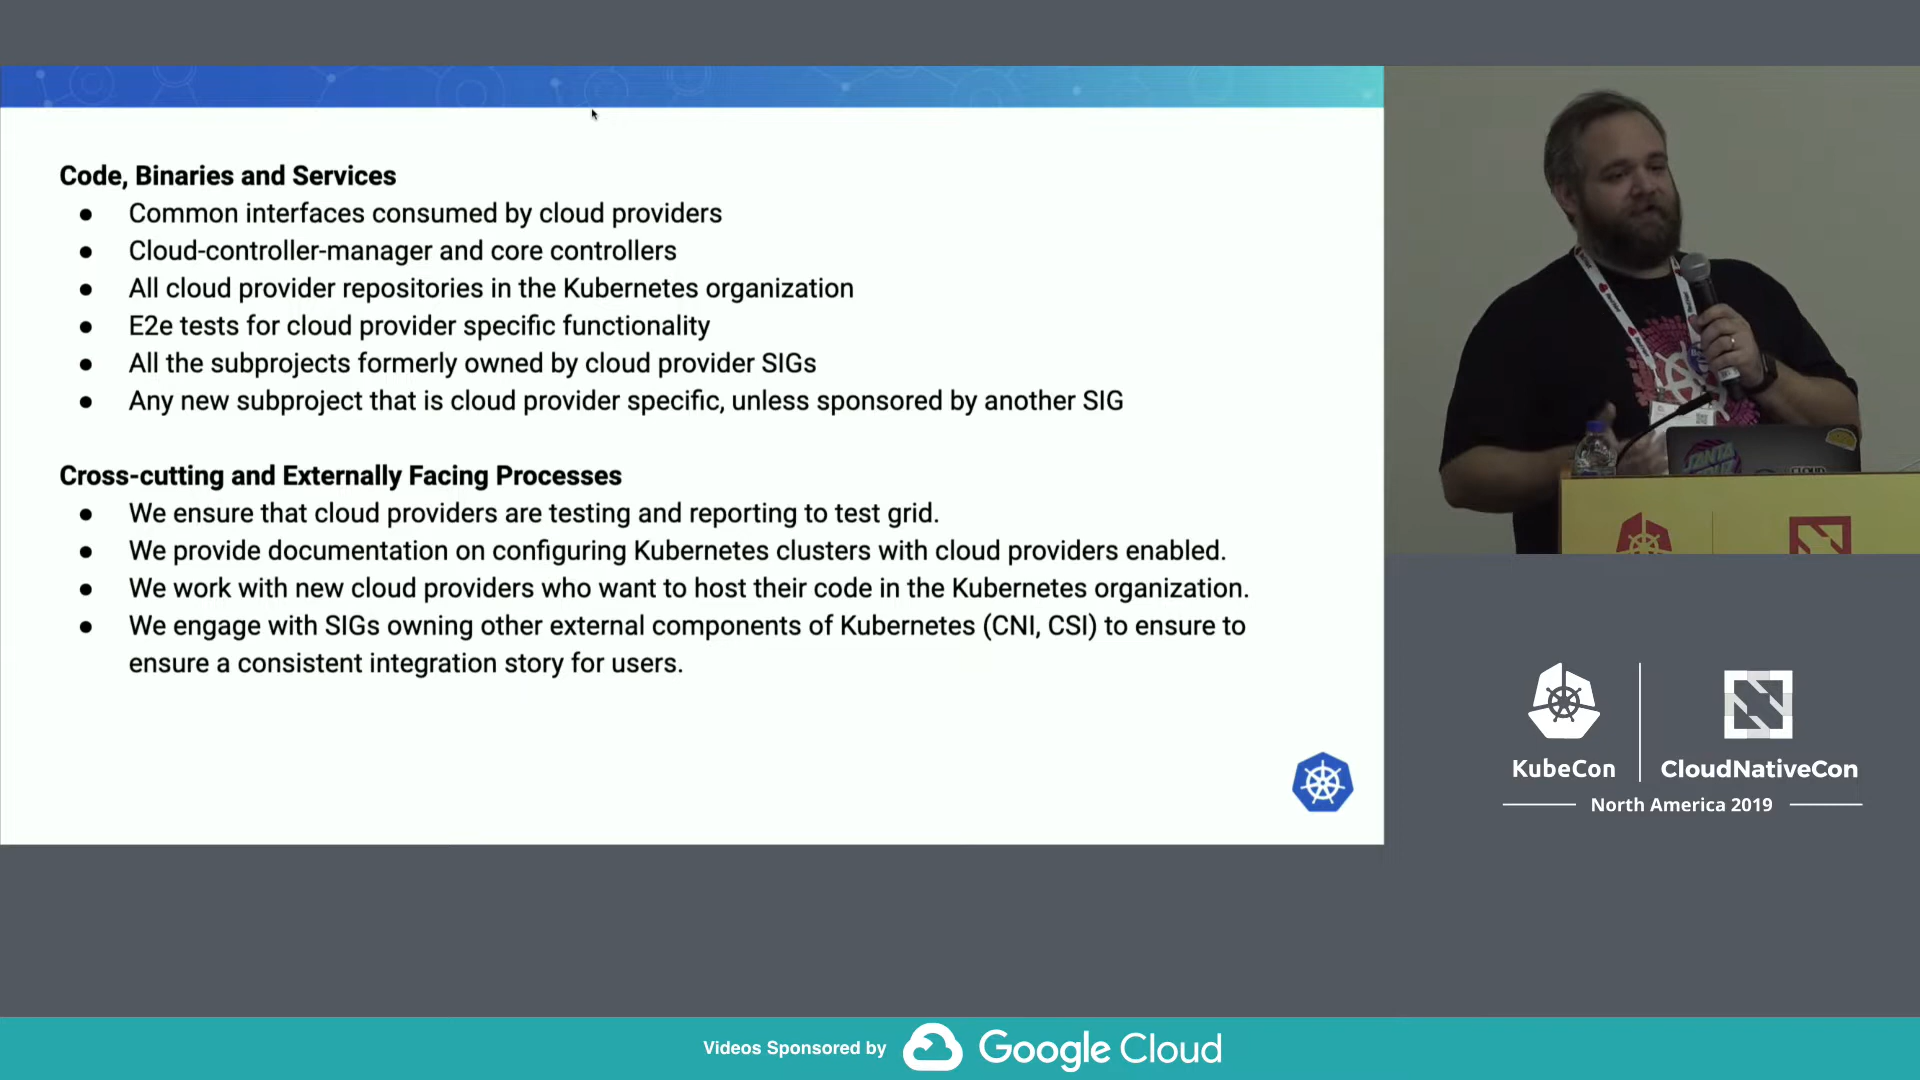 Code, Binaries and Services
● Common interfaces consumed by cloud providers
● Cloud-controller-manager and core controllers
● All cloud provider repositories in the Kubernetes organization
● E2e tests for cloud provider specific functionality
● All the subprojects formerly owned by cloud provider SIGs
● Any new subproject that is cloud provider specific, unless sponsored by another SIG
Cross-cutting and Externally Facing Processes
● We ensure that cloud providers are testing and reporting to test grid.
● We provide documentation on configuring Kubernetes clusters with cloud providers enabled.
● We work with new cloud providers who want to host their code in the Kubernetes organization.
● We engage with SIGs owning other external components of Kubernetes (CNI, CSI) to ensure to
ensure a consistent integration story for users.
KubeCon
CloudNativeCon
North America 2019
Videos Sponsored by
Google Cloud